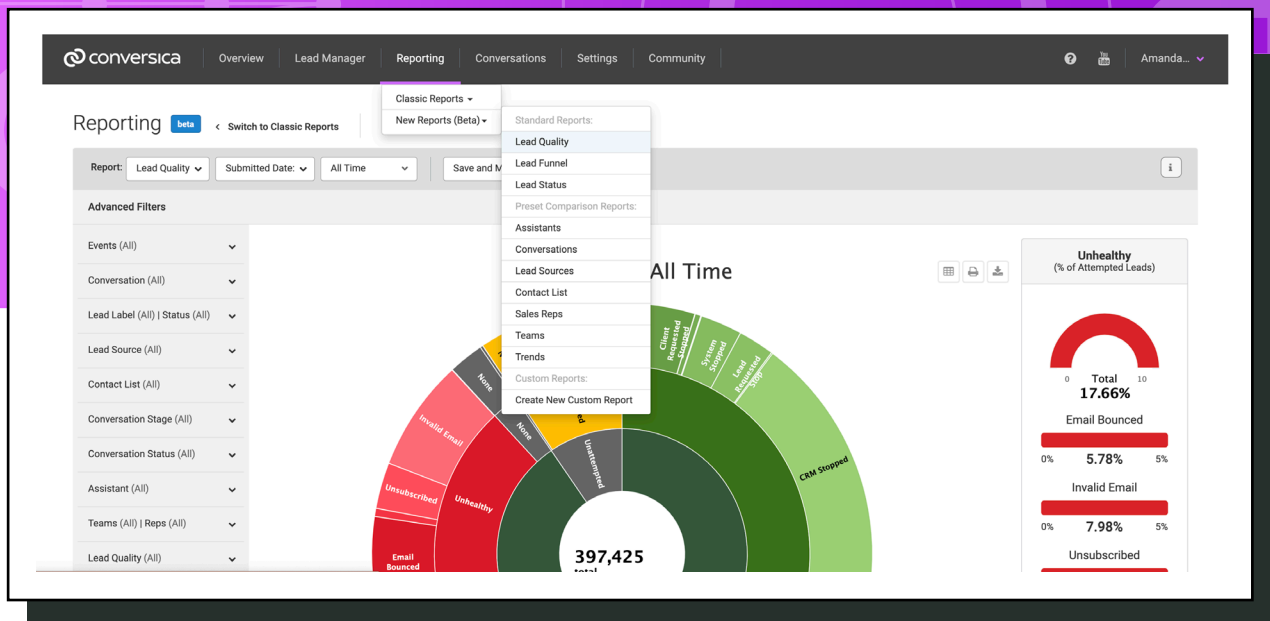 conversica
Overview
Lead Manager
Reporting
Conversations
Settings
Community
?
You
Tube
Amanda...
Classic Reports
New Reports (Beta)
Reporting beta
Switch to Classic Reports
Standard Reports:
Lead Quality
Lead Funnel
Lead Status
Preset Comparison Reports:
Assistants
Conversations
Lead Sources
Contact List
Sales Reps
Teams
Trends
Custom Reports:
Create New Custom Report
Report: Lead Quality Submitted Date: All Time Save and M
i
Advanced Filters
Events (All)
Conversation (All)
Lead Label (All) | Status (All)
Lead Source (All)
Contact List (All)
Conversation Stage (All)
Conversation Status (All)
Assistant (All)
Teams (All) | Reps (All)
Lead Quality (All)
All Time
Client
Requested
Stopped
System
Stopped
Lead
Requested
Stop
CRM Stopped
None
None
Invalid Email
Unsubscribed
Unhealthy
Email
Bounced
Unattempted
397,425
total
Unhealthy
(% of Attempted Leads)
0 Total 10
17.66%
Email Bounced
0% 5.78% 5%
Invalid Email
0% 7.98% 5%
Unsubscribed